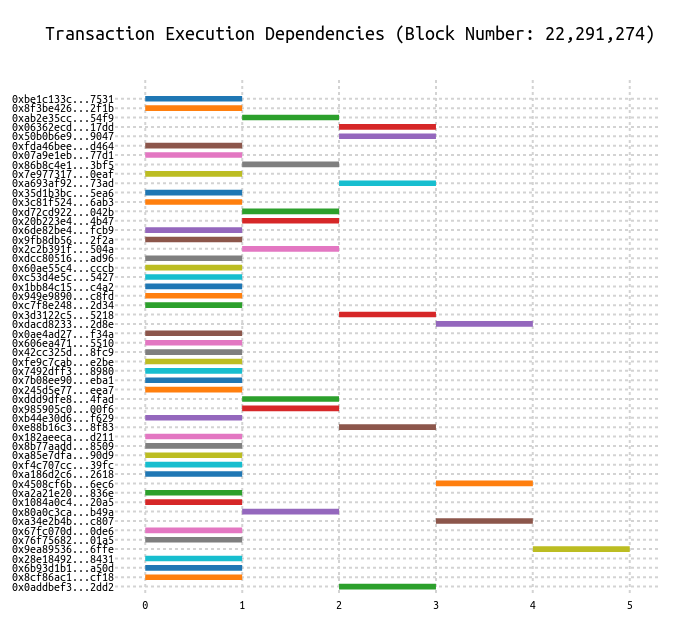 Transaction Execution Dependencies (Block Number: 22,291,274)
0xbe1c133c...7531
0x8f3be426...2f1b
0xab2e35cc...54f9
0x06362ecd...17dd
0x50b0b6e9...9047
0xfda46bee...d464
0x07a9e1eb...77d1
0x86b8c4e1...3bf5
0x7e977317...0eaf
0xa693af92...73ad
0x35d1b3bc...5ea6
0x3c81f524...6ab3
0xd72cd922...042b
0x20b223e4...4b47
0x6de82be4...fcb9
0x9fb8db56...2f2a
0x2c2b391f...504a
0xdcc80516...ad96
0x60ae55c4...cccb
0xc53d4e5c...5427
0x1bb84c15...c4a2
0x949e9890...c8fd
0xc7f8e248...2d34
0x3d3122c5...5218
0xdacd8233...2d8e
0x0ae4ad27...f34a
0x606ea471...5510
0x42cc325d...8fc9
0xfe9c7cab...e2be
0x7492dff3...8980
0x7b08ee90...eba1
0x245d5e77...eea7
0xddd9dfe8...4fad
0x985905c0...00f6
0xb44e30d6...f629
0xe88b16c3...8f83
0x182aeeca...d211
0x8b77aadd...8509
0xa85e7dfa...90d9
0xf4c707cc...39fc
0xa186d2c6...2618
0x4508cf6b...6ec6
0xa2a21e20...836e
0x1084a0c4...20a5
0x80a0c3ca...b49a
0xa34e2b4b...c807
0x67fc070d...0de6
0x76f75682...01a5
0x9ea89536...6ffe
0x28e18492...8431
0x6b93d1b1...a50d
0x8cf86ac1...cf18
0x0addbef3...2dd2
0 1 2 3 4 5